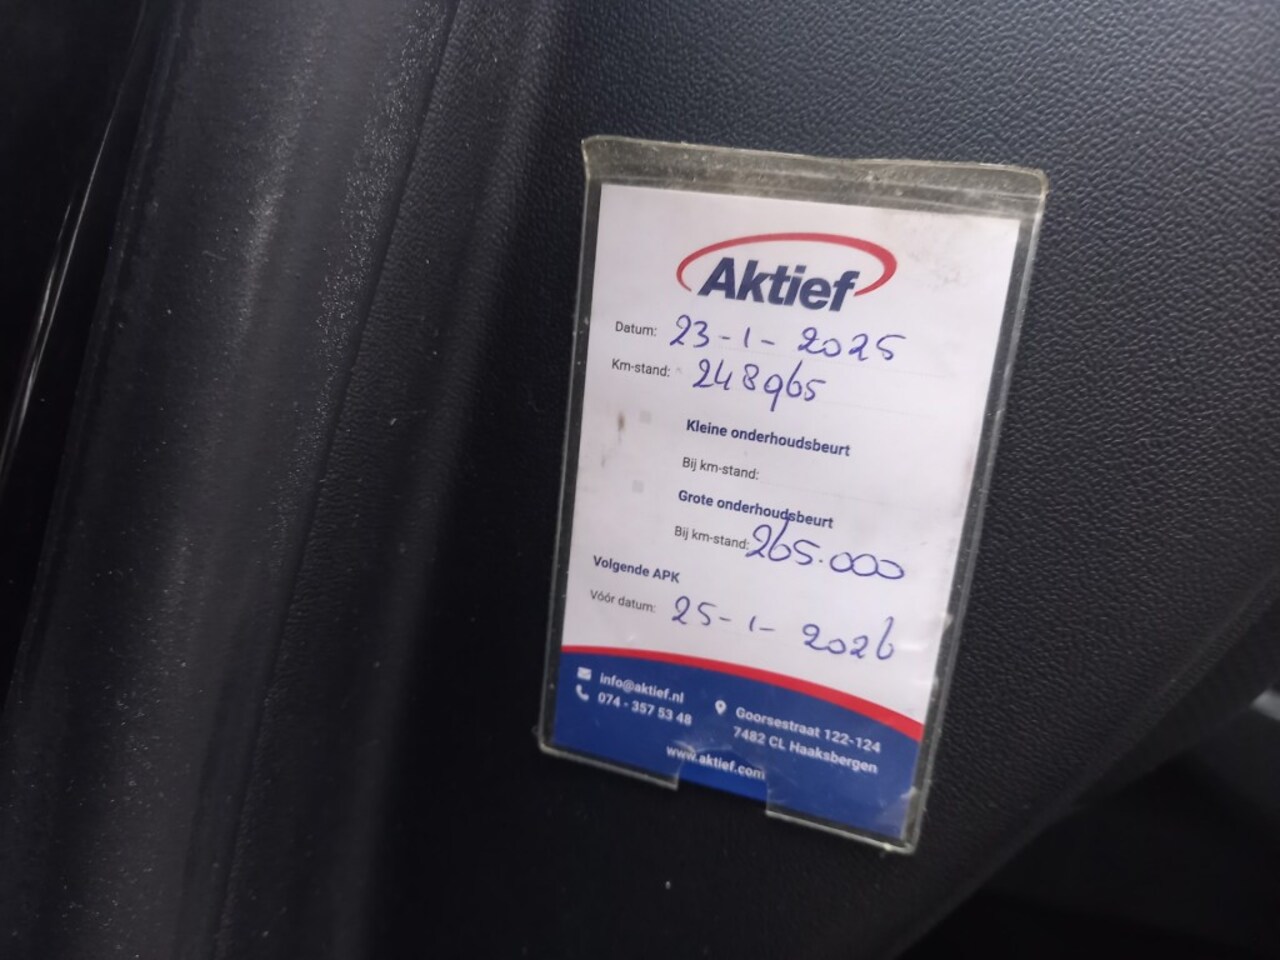 Aktief
Datum: 23-1-2025
Km-stand: 248965
Kleine onderhoudsbeurt
Bij km-stand:
Grote onderhoudsbeurt
Bij km-stand: 265.000
Volgende APK
Vóór datum: 25-1-2026
info@aktief.nl
074 - 357 53 48
Goorsestraat 122-124
7482 CL Haaksbergen
www.aktief.com